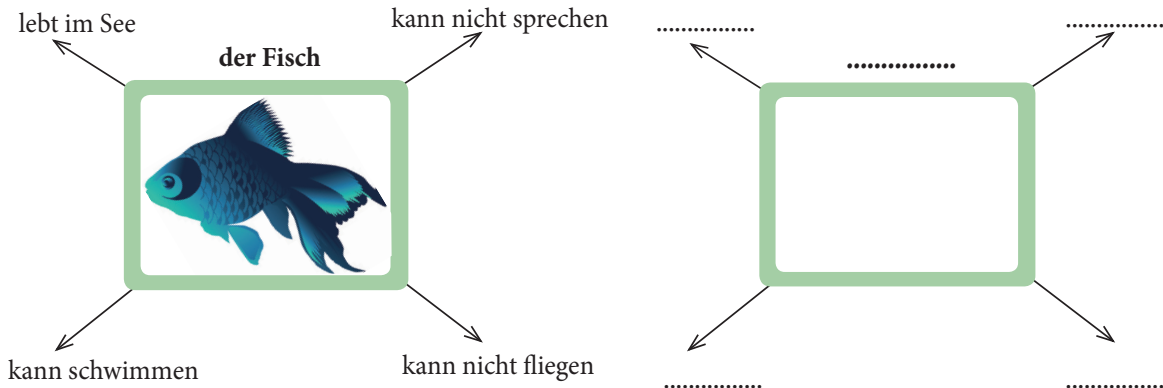 lebt im See
kann nicht sprechen
der Fisch
kann schwimmen
kann nicht fliegen
................
................
................
................
................